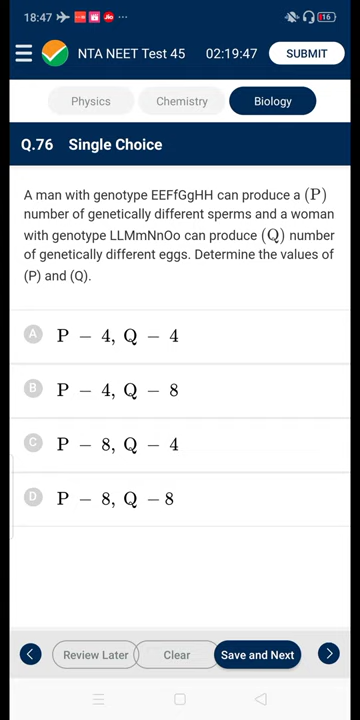 18:47
16
NTA NEET Test 45 02:19:47 SUBMIT
Physics Chemistry Biology
Q.76 Single Choice
A man with genotype EEFfGgHH can produce a (P)
number of genetically different sperms and a woman
with genotype LLMmNnOo can produce (Q) number
of genetically different eggs. Determine the values of
(P) and (Q).
A P – 4, Q – 4
B P – 4, Q – 8
C P – 8, Q – 4
D P – 8, Q – 8
Review Later Clear Save and Next